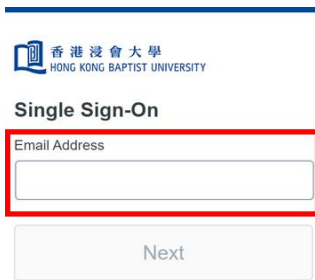 香港浸會大學
HONG KONG BAPTIST UNIVERSITY
Single Sign-On
Email Address
Next